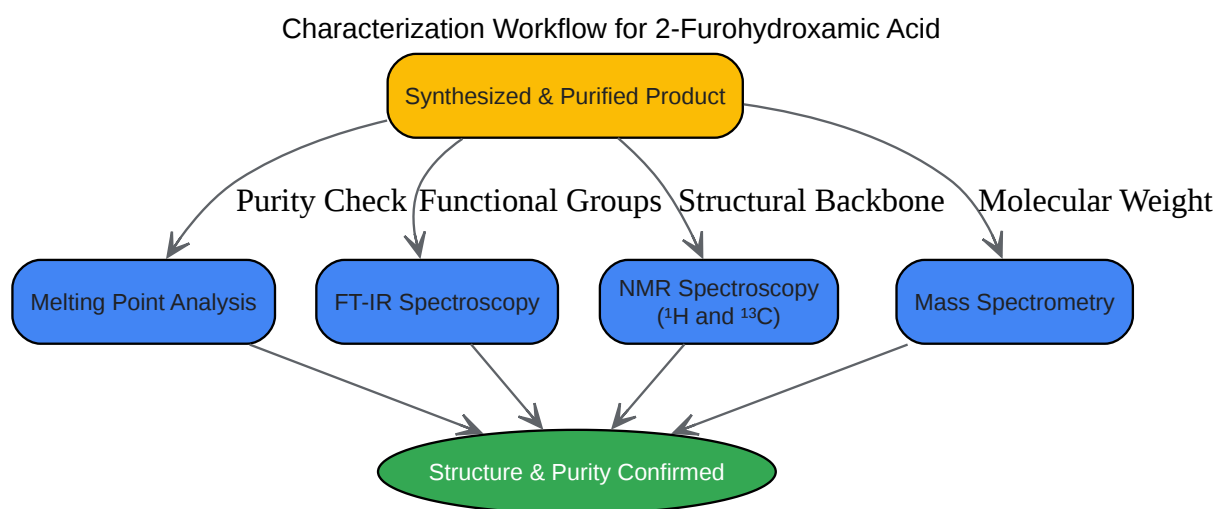 Characterization Workflow for 2-Furohydroxamic Acid
Synthesized & Purified Product
Purity Check
Functional Groups
Structural Backbone
Molecular Weight
Melting Point Analysis
FT-IR Spectroscopy
NMR Spectroscopy
(¹H and ¹³C)
Mass Spectrometry
Structure & Purity Confirmed